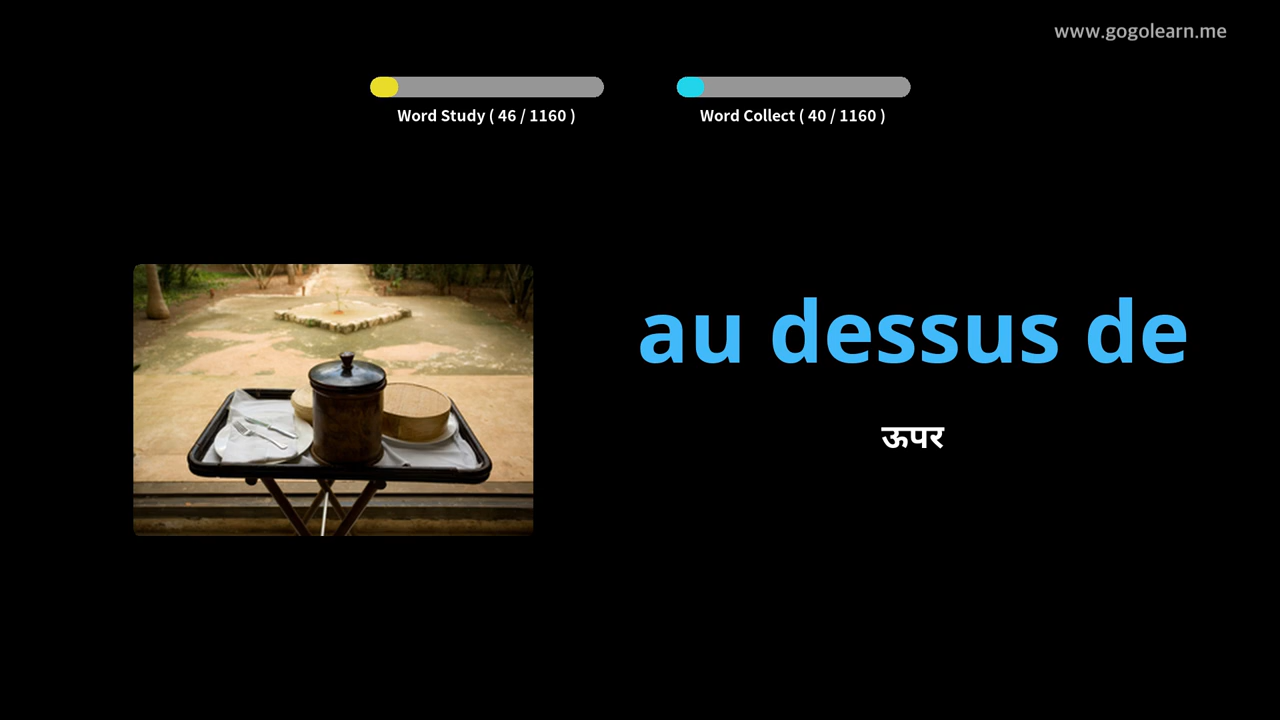 www.gogolearn.me
Word Study ( 46 / 1160 )
Word Collect ( 40 / 1160 )
au dessus de
ऊपर